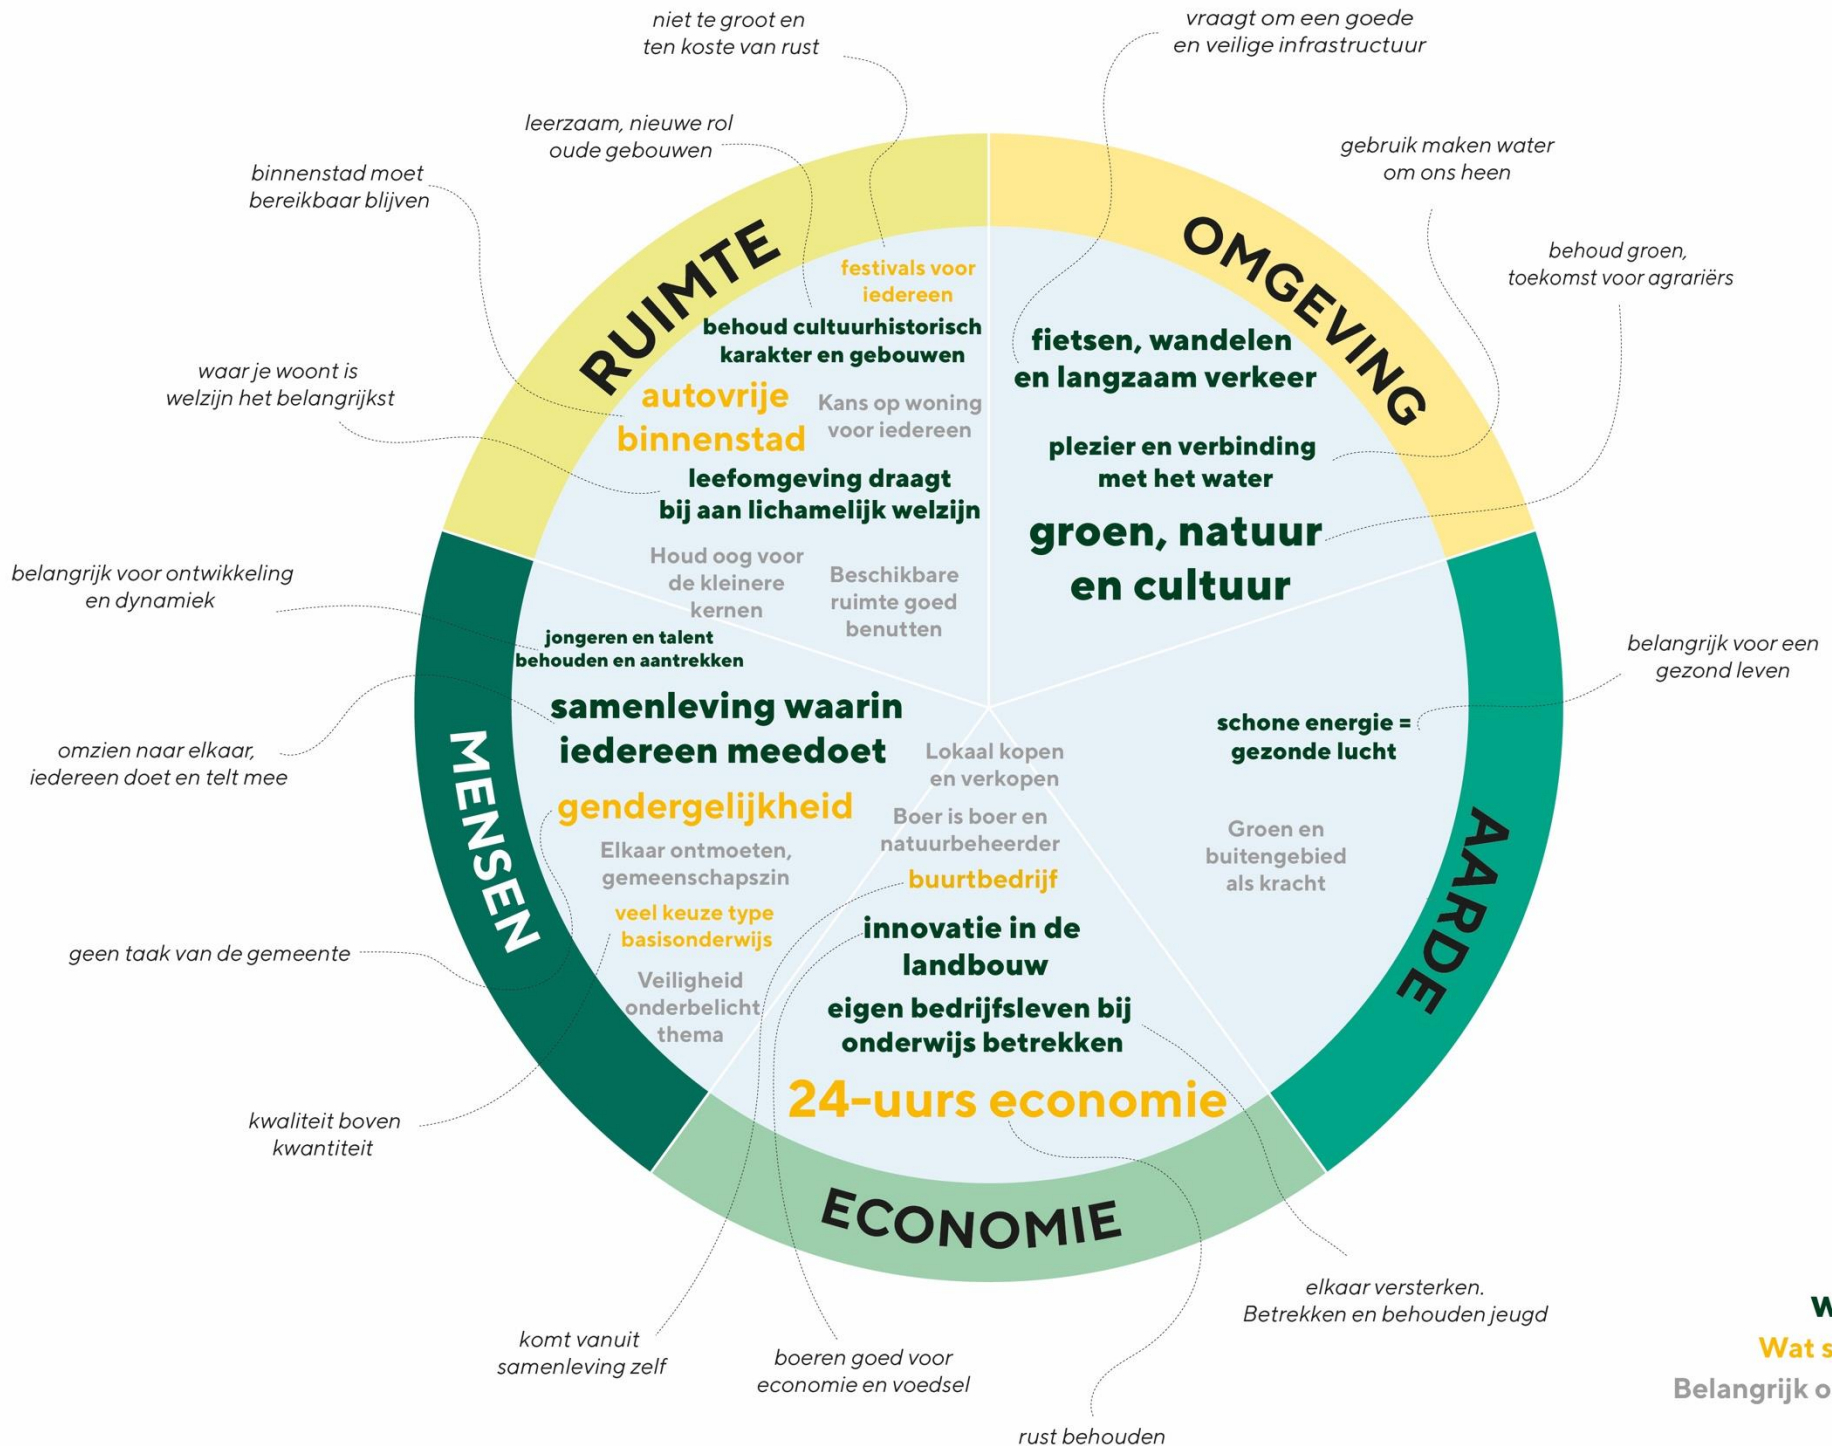 niet te groot en
ten koste van rust
vraagt om een goede
en veilige infrastructuur
leerzaam, nieuwe rol
oude gebouwen
gebruik maken water
om ons heen
binnenstad moet
bereikbaar blijven
behoud groen,
toekomst voor agrariërs
waar je woont is
welzijn het belangrijkst
belangrijk voor ontwikkeling
en dynamiek
omzien naar elkaar,
iedereen doet en telt mee
geen taak van de gemeente
kwaliteit boven
kwantiteit
RUIMTE
festivals voor
iedereen
behoud cultuurhistorisch
karakter en gebouwen
autovrije
binnenstad
Kans op woning
voor iedereen
leefomgeving draagt
bij aan lichamelijk welzijn
Houd oog voor
de kleinere
kernen
Beschikbare
ruimte goed
benutten
OMGEVING
fietsen, wandelen
en langzaam verkeer
plezier en verbinding
met het water
groen, natuur
en cultuur
MENSEN
jongeren en talent
behouden en aantrekken
samenleving waarin
iedereen meedoet
gendergelijkheid
Elkaar ontmoeten,
gemeenschapszin
veel keuze type
basisonderwijs
Veiligheid
onderbelicht
thema
AARDE
schone energie =
gezonde lucht
Groen en
buitengebied
als kracht
belangrijk voor een
gezond leven
Lokaal kopen
en verkopen
Boer is boer en
natuurbeheerder
buurtbedrijf
innovatie in de
landbouw
eigen bedrijfsleven bij
onderwijs betrekken
24-uurs economie
ECONOMIE
komt vanuit
samenleving zelf
boeren goed voor
economie en voedsel
rust behouden
elkaar versterken.
Betrekken en behouden jeugd
Wat
Belangrijk